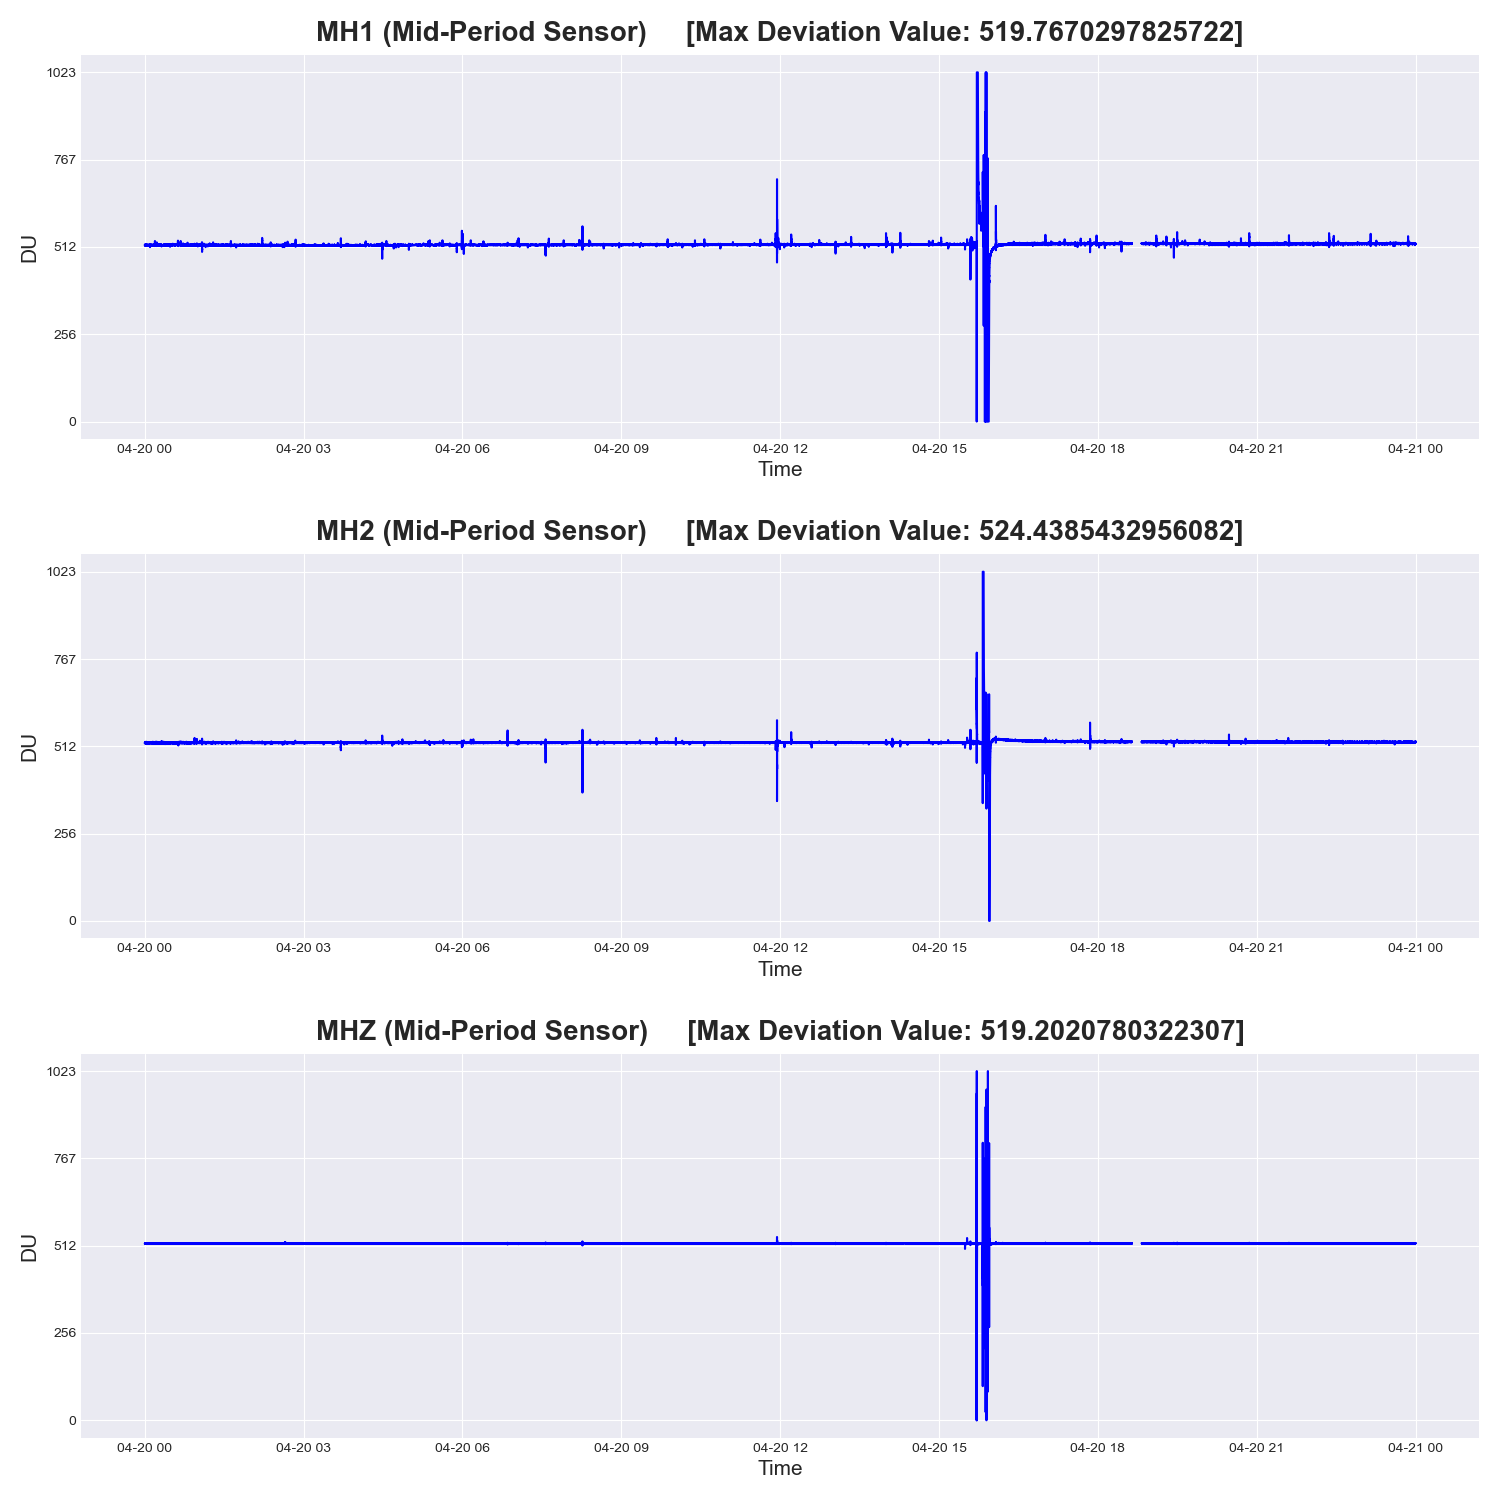 MH1 (Mid-Period Sensor) [Max Deviation Value: 519.7670297825722]
1023
767
512
256
0
DU
04-20 00 04-20 03 04-20 06 04-20 09 04-20 12 04-20 15 04-20 18 04-20 21 04-21 00
Time
MH2 (Mid-Period Sensor) [Max Deviation Value: 524.4385432956082]
1023
767
512
256
0
DU
04-20 00 04-20 03 04-20 06 04-20 09 04-20 12 04-20 15 04-20 18 04-20 21 04-21 00
Time
MHZ (Mid-Period Sensor) [Max Deviation Value: 519.2020780322307]
1023
767
512
256
0
DU
04-20 00 04-20 03 04-20 06 04-20 09 04-20 12 04-20 15 04-20 18 04-20 21 04-21 00
Time